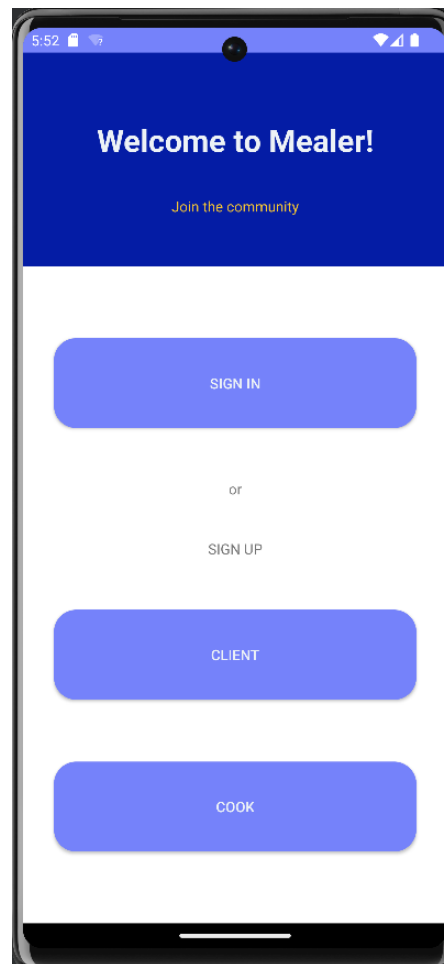 5:52
Welcome to Mealer!
Join the community
SIGN IN
or
SIGN UP
CLIENT
COOK